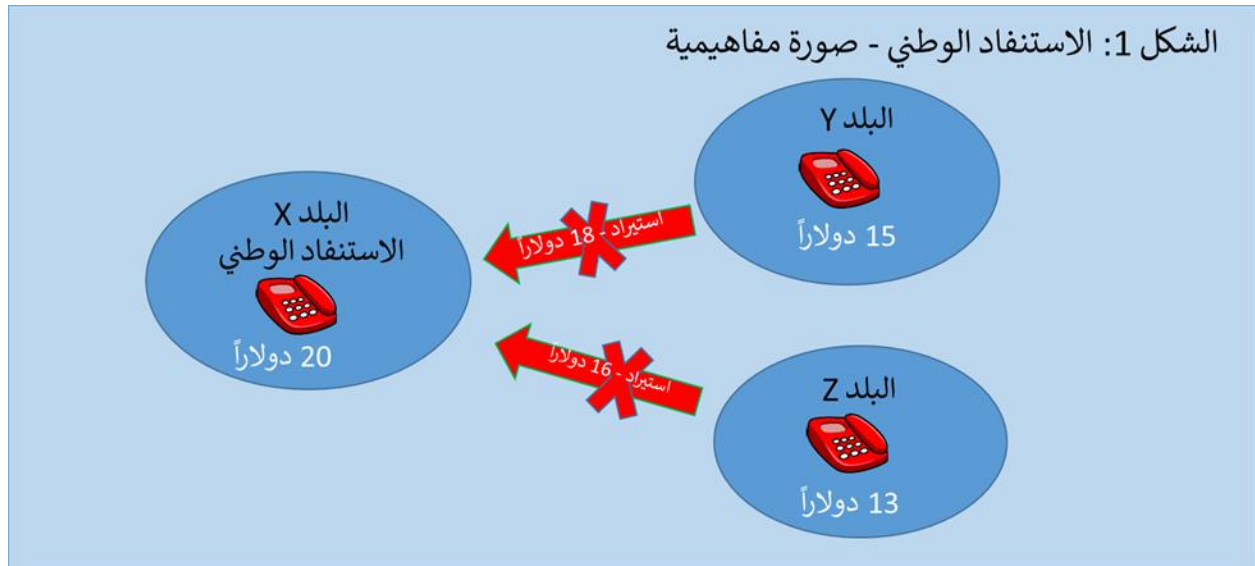 الشكل 1: الاستنفاد الوطني - صورة مفاهيمية
البلد Y
15 دولاراً
استيراد - 18 دولاراً
البلد X
الاستنفاد الوطني
20 دولاراً
استيراد - 16 دولاراً
البلد Z
13 دولاراً